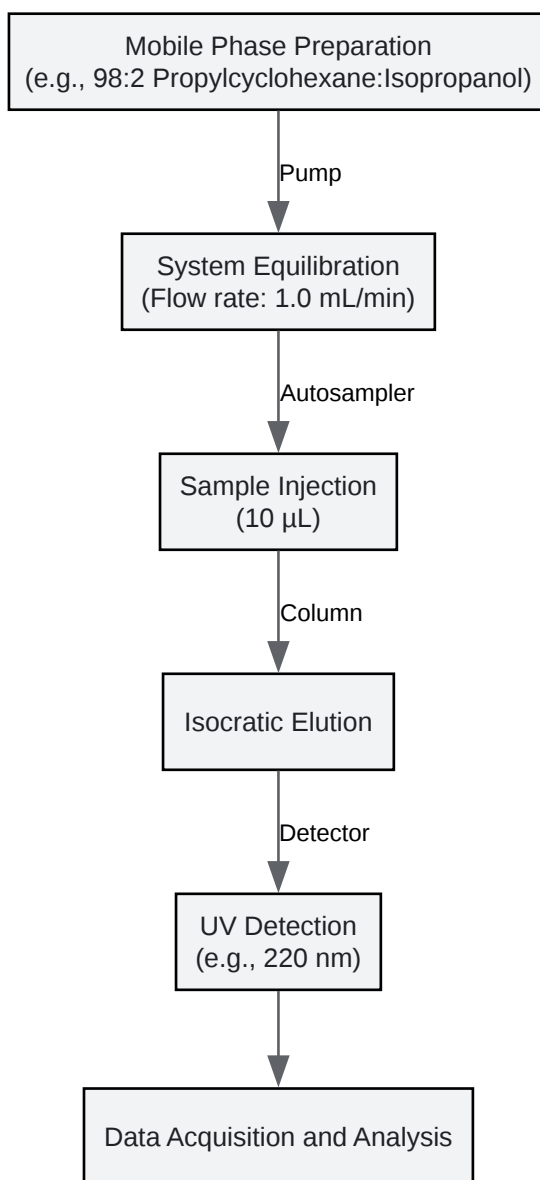 Mobile Phase Preparation
(e.g., 98:2 Propylcyclohexane:Isopropanol)
Pump
System Equilibration
(Flow rate: 1.0 mL/min)
Autosampler
Sample Injection
(10 µL)
Column
Isocratic Elution
Detector
UV Detection
(e.g., 220 nm)
Data Acquisition and Analysis